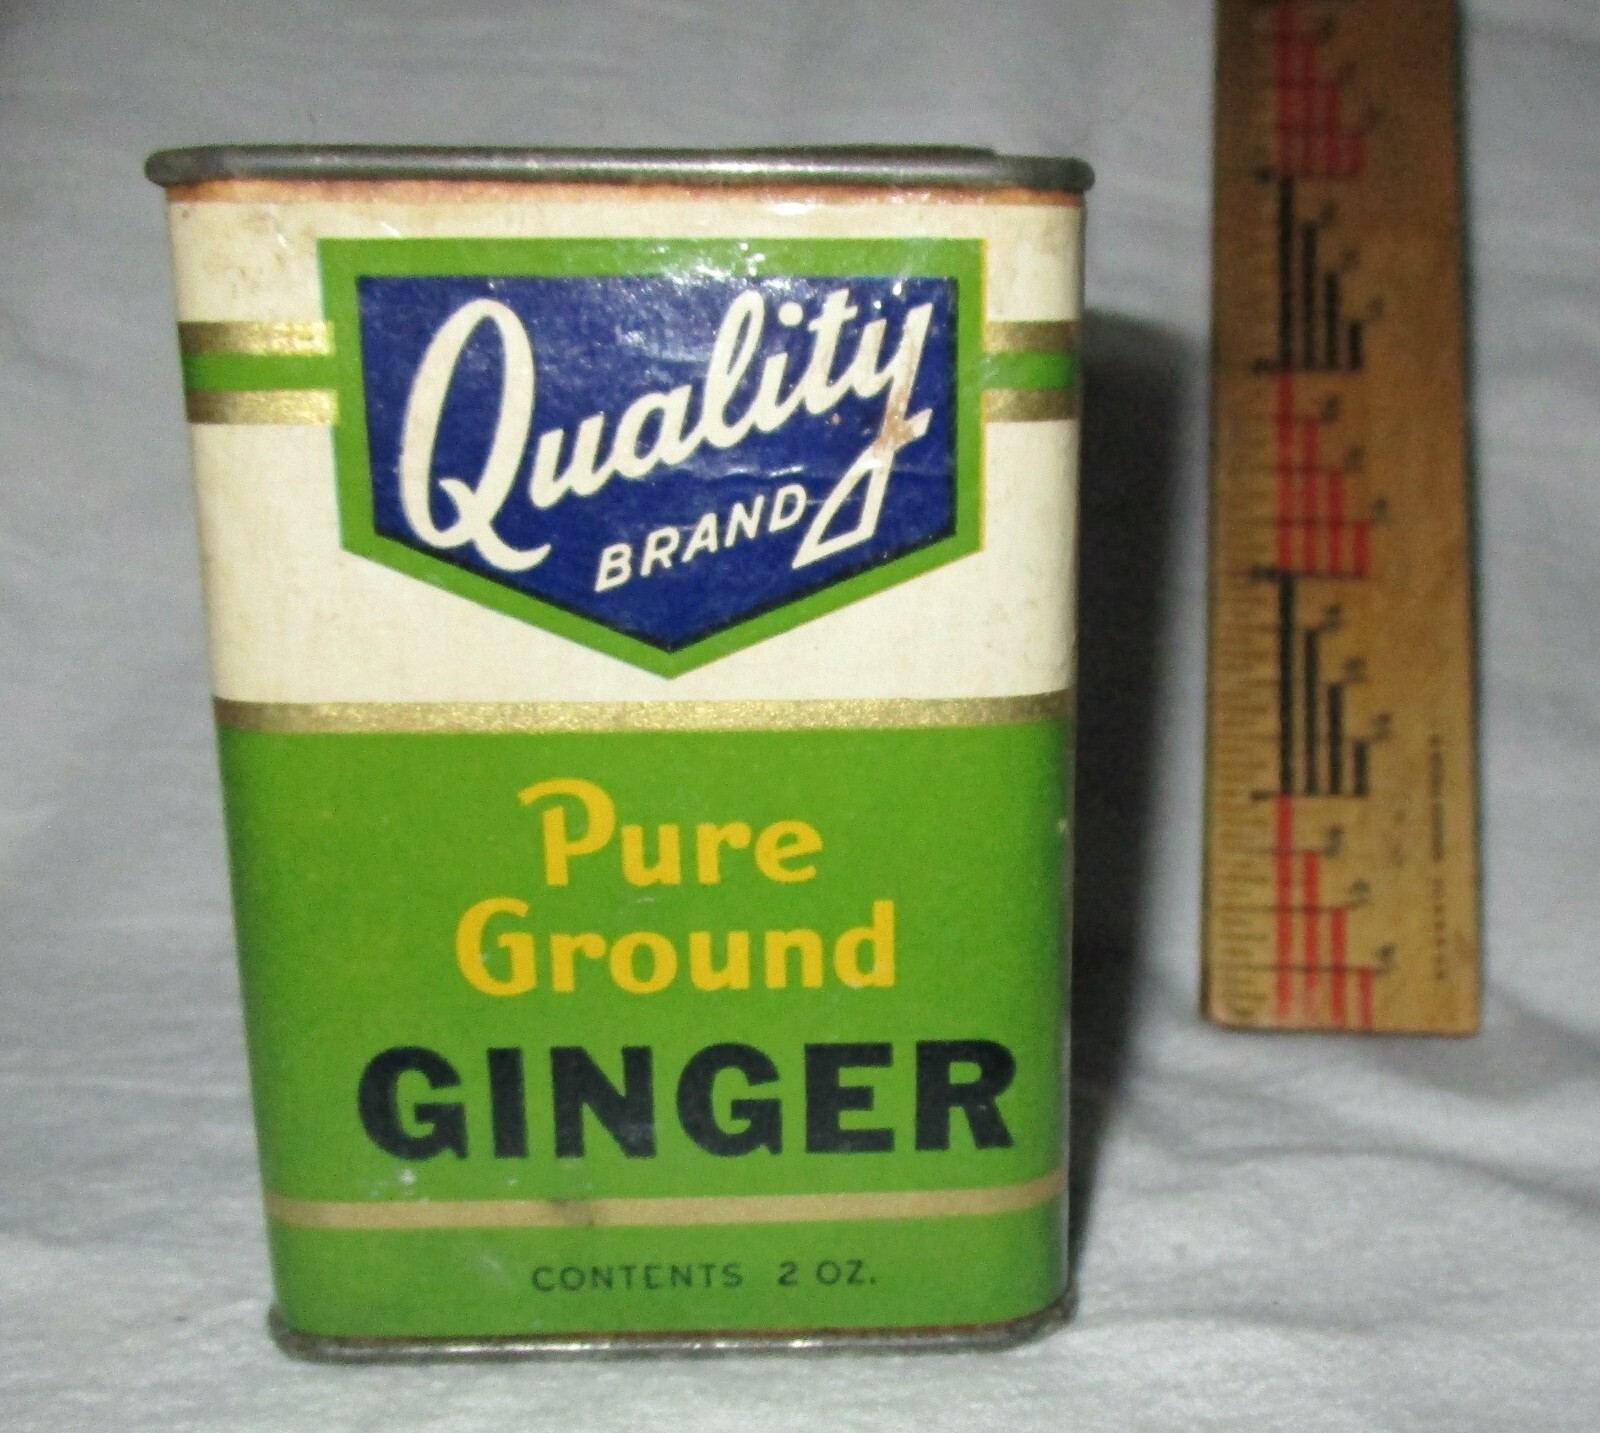 Quality
BRAND
Pure
Ground
GINGER
CONTENTS 2 OZ.